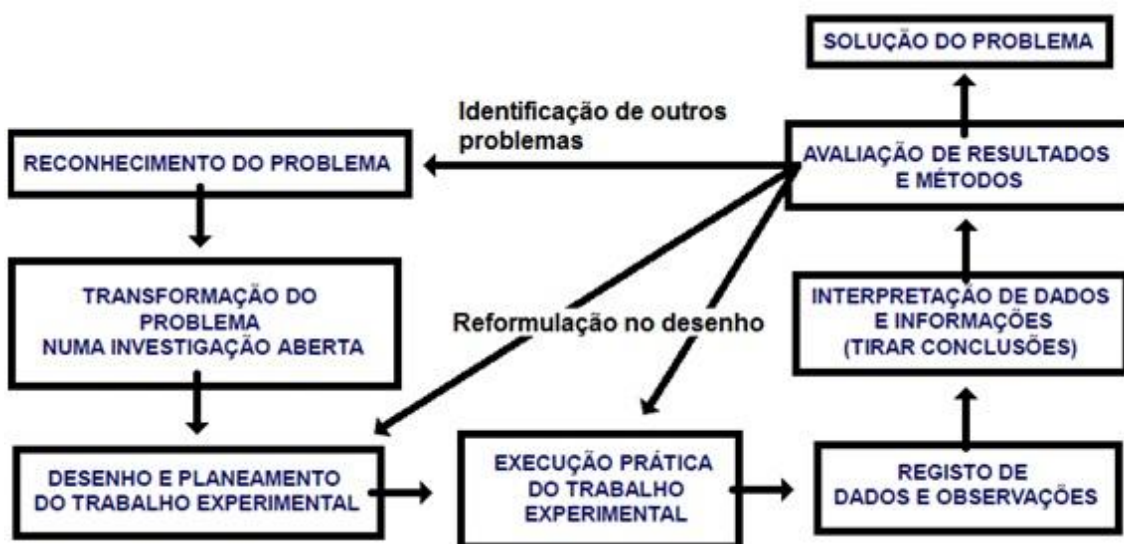 SOLUÇÃO DO PROBLEMA
Identificação de outros
problemas
RECONHECIMENTO DO PROBLEMA
AVALIAÇÃO DE RESULTADOS
E MÉTODOS
TRANSFORMAÇÃO DO
PROBLEMA
NUMA INVESTIGAÇÃO ABERTA
Reformulação no desenho
INTERPRETAÇÃO DE DADOS
E INFORMAÇÕES
(TIRAR CONCLUSÕES)
DESENHO E PLANEAMENTO
DO TRABALHO EXPERIMENTAL
EXECUÇÃO PRÁTICA
DO TRABALHO
EXPERIMENTAL
REGISTO DE
DADOS E OBSERVAÇÕES